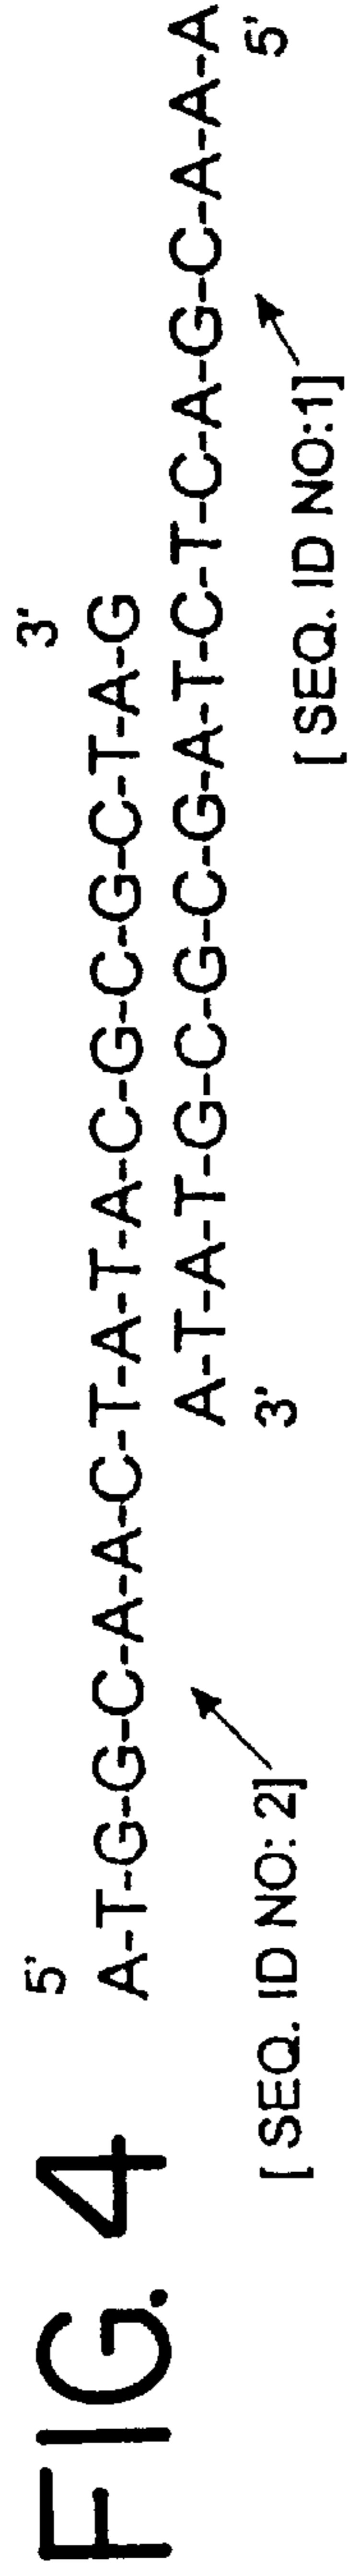 FIG. 4
5' 3'
A-T-G-G-C-A-A-C-T-A-T-A-C-G-C-G-C-T-A-G
A-T-A-T-G-C-G-C-G-A-T-C-T-C-A-G-C-A-A-A
3' 5'
[ SEQ. ID NO: 2]
[ SEQ. ID NO:1]